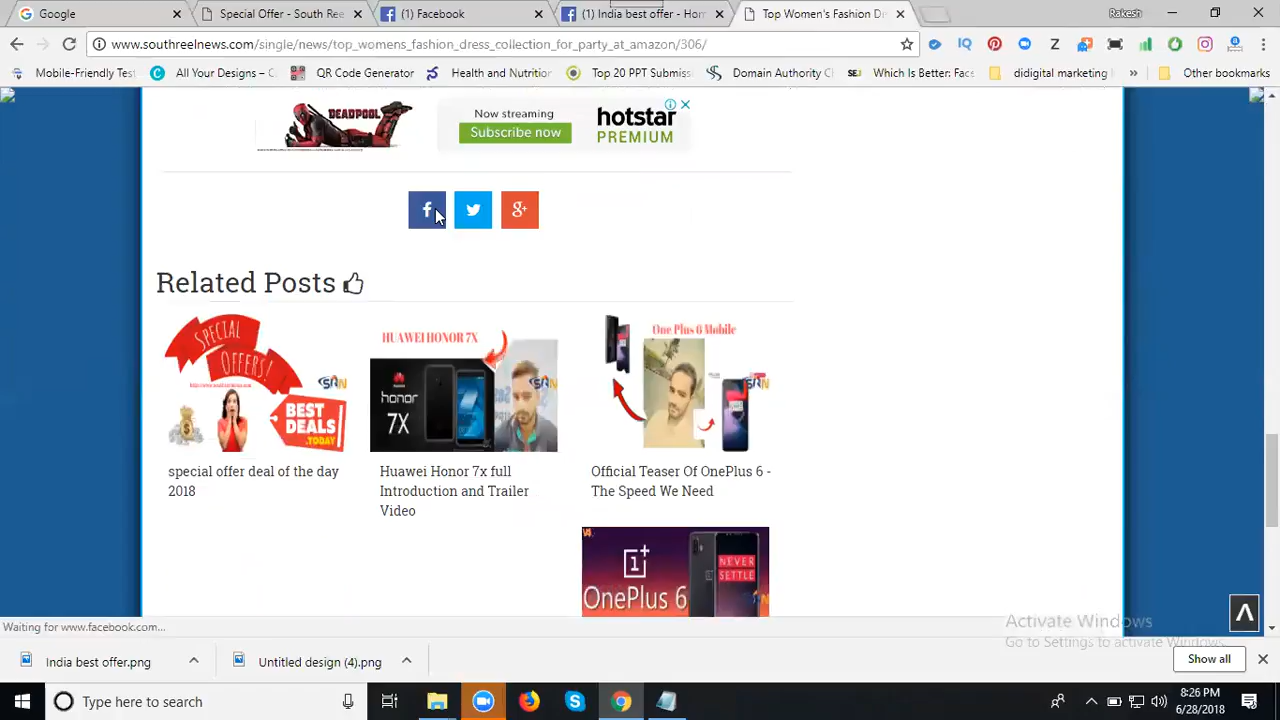 Google
Special Offer - South Ree
(1) Facebook
(1) India best offer - Hom
Top Women's Fashion Dr
Rakesh
www.southreelnews.com/single/news/top_womens_fashion_dress_collection_for_party_at_amazon/306/
Mobile-Friendly Test
All Your Designs – C
QR Code Generator
Health and Nutrition
Top 20 PPT Submiss
Domain Authority C
Which Is Better: Fac
didigital marketing
Other bookmarks
DEADPOOL
Now streaming
Subscribe now
hotstar
PREMIUM
Related Posts
SPECIAL
OFFERS!
BEST
DEALS
.TODAY
SRN
HUAWEI HONOR 7X
honor
7X
SRN
One Plus 6 Mobile
SRN
special offer deal of the day
2018
Huawei Honor 7x full
Introduction and Trailer
Video
Official Teaser Of OnePlus 6 -
The Speed We Need
OnePlus 6
NEVER
SETTLE
Activate Windows
Go to Settings to activate Windows.
Waiting for www.facebook.com...
India best offer.png
Untitled design (4).png
Show all
Type here to search
8:26 PM
6/28/2018